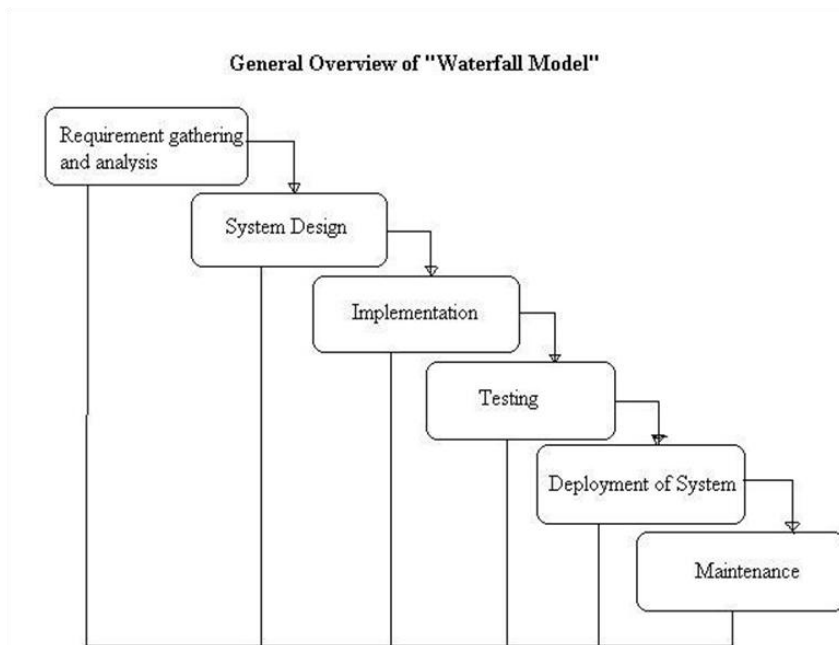 General Overview of "Waterfall Model"
Requirement gathering
and analysis
System Design
Implementation
Testing
Deployment of System
Maintenance